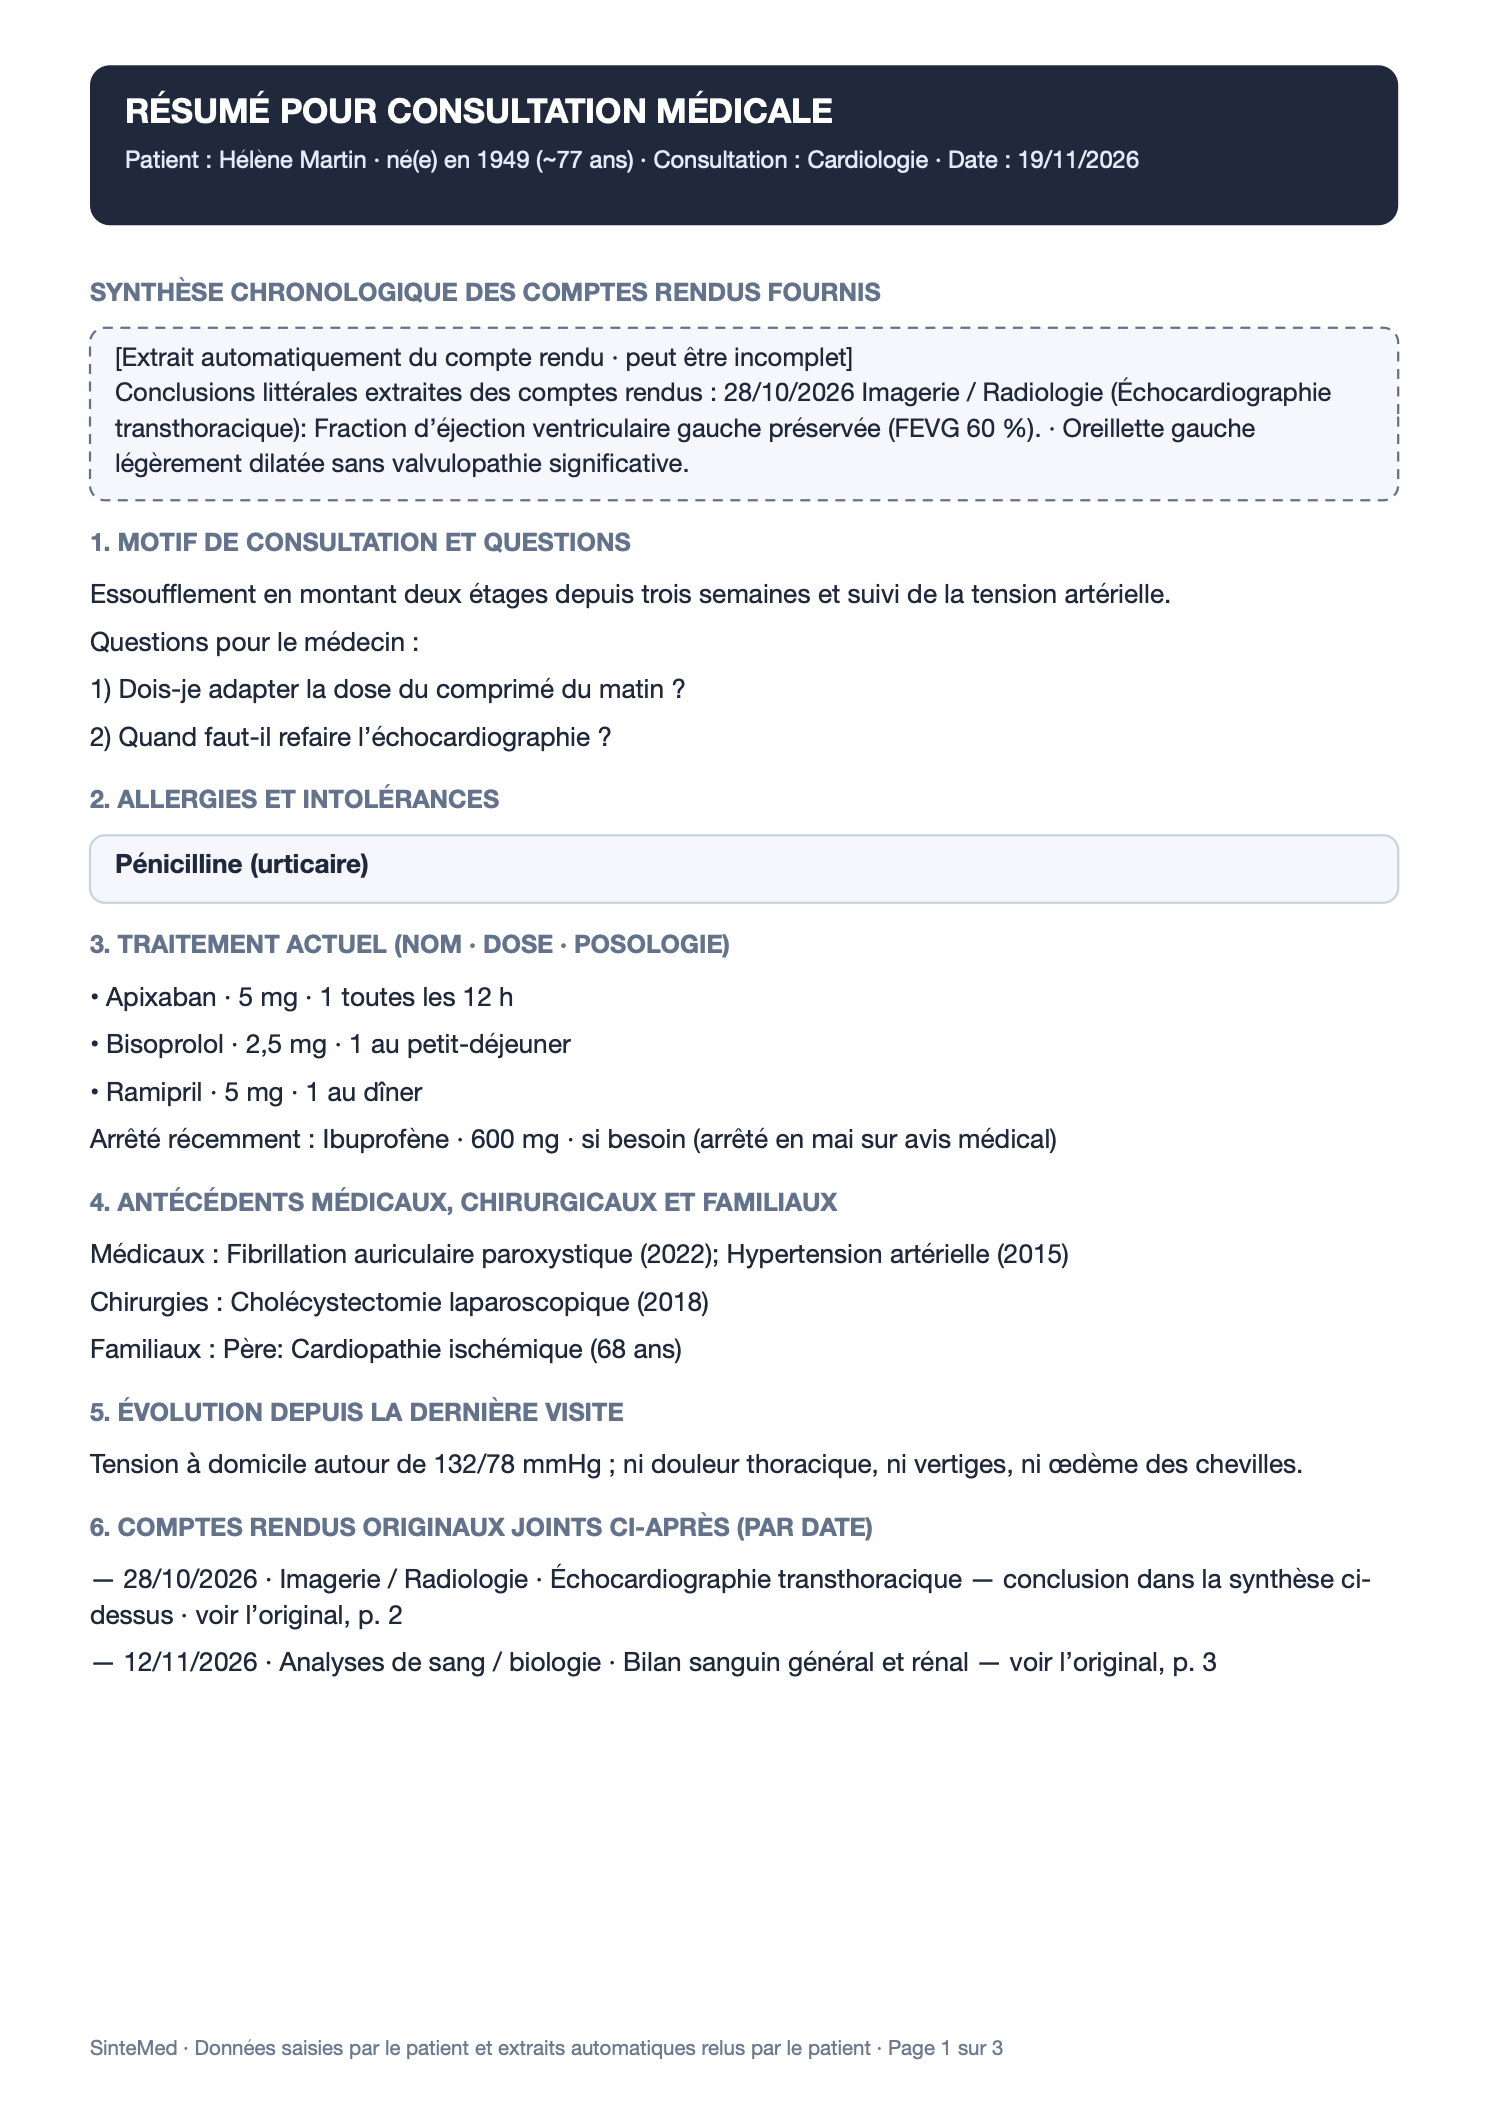 RÉSUMÉ POUR CONSULTATION MÉDICALE
Patient : Hélène Martin · né(e) en 1949 (~77 ans) · Consultation : Cardiologie · Date : 19/11/2026
SYNTHÈSE CHRONOLOGIQUE DES COMPTES RENDUS FOURNIS
[Extrait automatiquement du compte rendu · peut être incomplet]
Conclusions littérales extraites des comptes rendus : 28/10/2026 Imagerie / Radiologie (Échocardiographie
transthoracique): Fraction d’éjection ventriculaire gauche préservée (FEVG 60 %). · Oreillette gauche
légèrement dilatée sans valvulopathie significative.
1. MOTIF DE CONSULTATION ET QUESTIONS
Essoufflement en montant deux étages depuis trois semaines et suivi de la tension artérielle.
Questions pour le médecin :
1) Dois-je adapter la dose du comprimé du matin ?
2) Quand faut-il refaire l’échocardiographie ?
2. ALLERGIES ET INTOLÉRANCES
Pénicilline (urticaire)
3. TRAITEMENT ACTUEL (NOM · DOSE · POSOLOGIE)
• Apixaban · 5 mg · 1 toutes les 12 h
• Bisoprolol · 2,5 mg · 1 au petit-déjeuner
• Ramipril · 5 mg · 1 au dîner
Arrêté récemment : Ibuprofène · 600 mg · si besoin (arrêté en mai sur avis médical)
4. ANTÉCÉDENTS MÉDICAUX, CHIRURGICAUX ET FAMILIAUX
Médicaux : Fibrillation auriculaire paroxystique (2022); Hypertension artérielle (2015)
Chirurgies : Cholécystectomie laparoscopique (2018)
Familiaux : Père: Cardiopathie ischémique (68 ans)
5. ÉVOLUTION DEPUIS LA DERNIÈRE VISITE
Tension à domicile autour de 132/78 mmHg ; ni douleur thoracique, ni vertiges, ni œdème des chevilles.
6. COMPTES RENDUS ORIGINAUX JOINTS CI-APRÈS (PAR DATE)
— 28/10/2026 · Imagerie / Radiologie · Échocardiographie transthoracique — conclusion dans la synthèse ci-
dessus · voir l’original, p. 2
— 12/11/2026 · Analyses de sang / biologie · Bilan sanguin général et rénal — voir l’original, p. 3
SinteMed · Données saisies par le patient et extraits automatiques relus par le patient · Page 1 sur 3